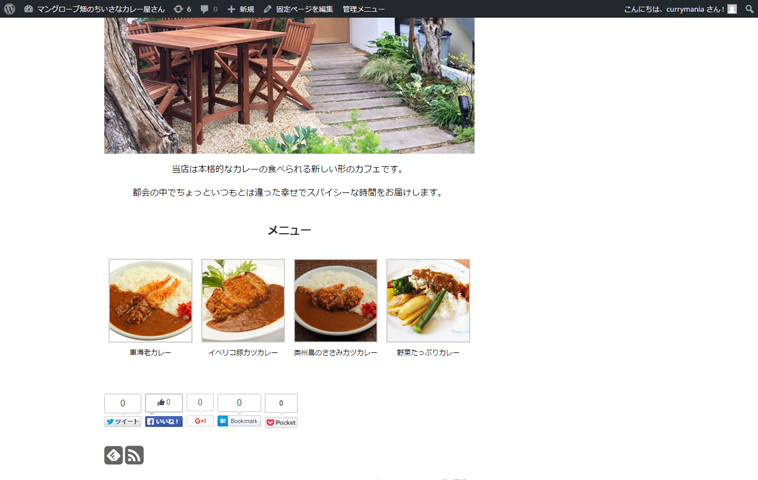 マングローブ畑のちいさなカレー屋さん 6 0 新規 固定ページを編集 管理メニュー こんにちは、currymania さん !
当店は本格的なカレーの食べられる新しい形のカフェです。
都会の中でちょっといつもとは違った幸せでスパイシーな時間をお届けします。
メニュー
車海老カレー イベリコ豚カツカレー 奥州鳥のささみカツカレー 野菜たっぷりカレー
0 0 0 0 0
ツイート いいね! G+1 B! Bookmark Pocket